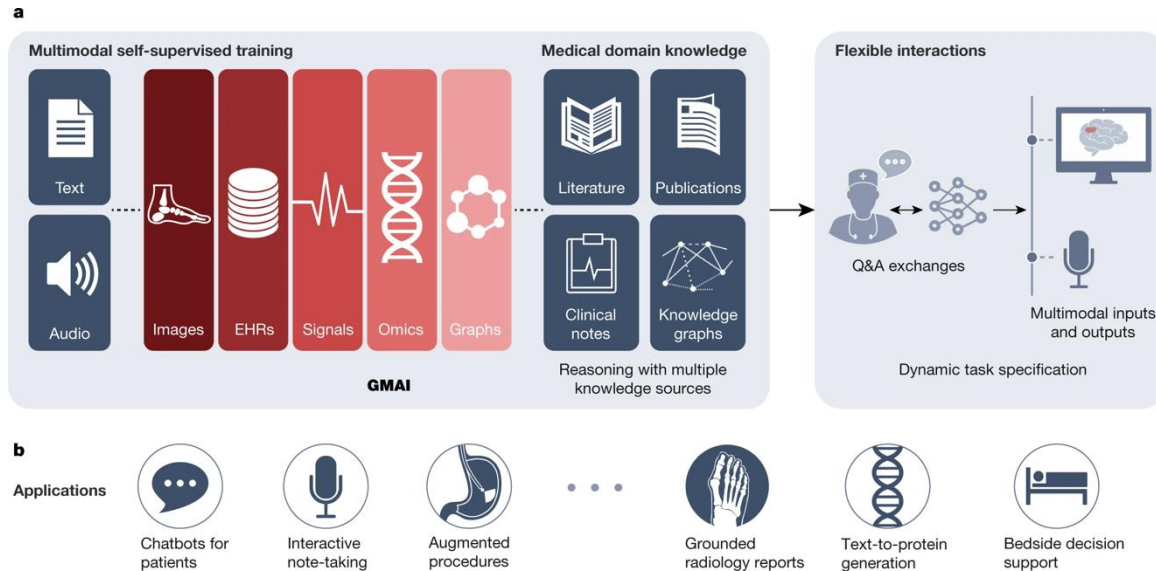 a
Multimodal self-supervised training
Medical domain knowledge
Flexible interactions
Text
Audio
Images
EHRs
Signals
Omics
Graphs
Literature
Publications
Clinical
notes
Knowledge
graphs
Q&A exchanges
Multimodal inputs
and outputs
GMAI
Reasoning with multiple
knowledge sources
Dynamic task specification
b
Applications
Chatbots for
patients
Interactive
note-taking
Augmented
procedures
Grounded
radiology reports
Text-to-protein
generation
Bedside decision
support